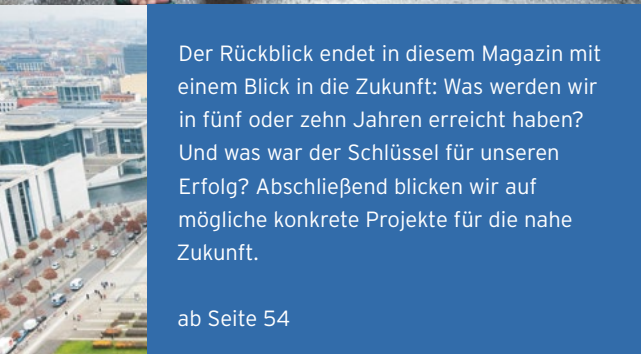 Der Rückblick endet in diesem Magazin mit
einem Blick in die Zukunft: Was werden wir
in fünf oder zehn Jahren erreicht haben?
Und was war der Schlüssel für unseren
Erfolg? Abschließend blicken wir auf
mögliche konkrete Projekte für die nahe
Zukunft.
ab Seite 54